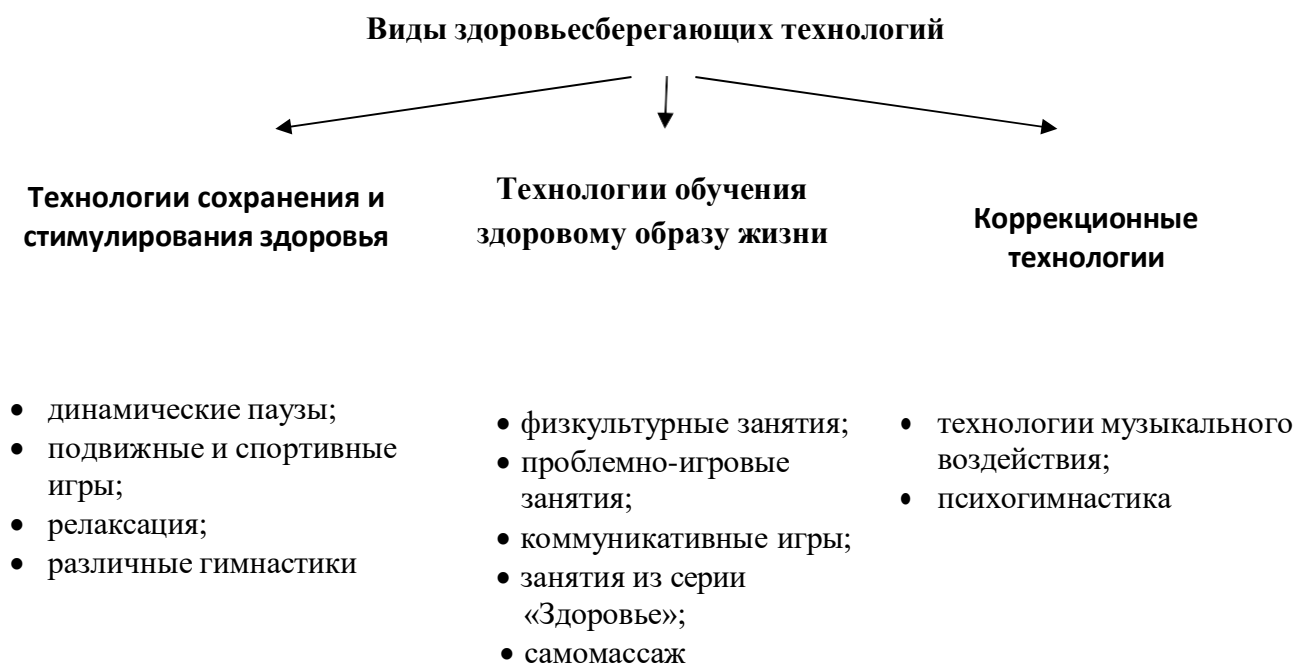 Виды здоровьесберегающих технологий
Технологии сохранения и
стимулирования здоровья
Технологии обучения
здоровому образу жизни
Коррекционные
технологии
• динамические паузы;
• подвижные и спортивные
игры;
• релаксация;
• различные гимнастики
• физкультурные занятия;
• проблемно-игровые
занятия;
• коммуникативные игры;
• занятия из серии
«Здоровье»;
• самомассаж
• технологии музыкального
воздействия;
• психогимнастика